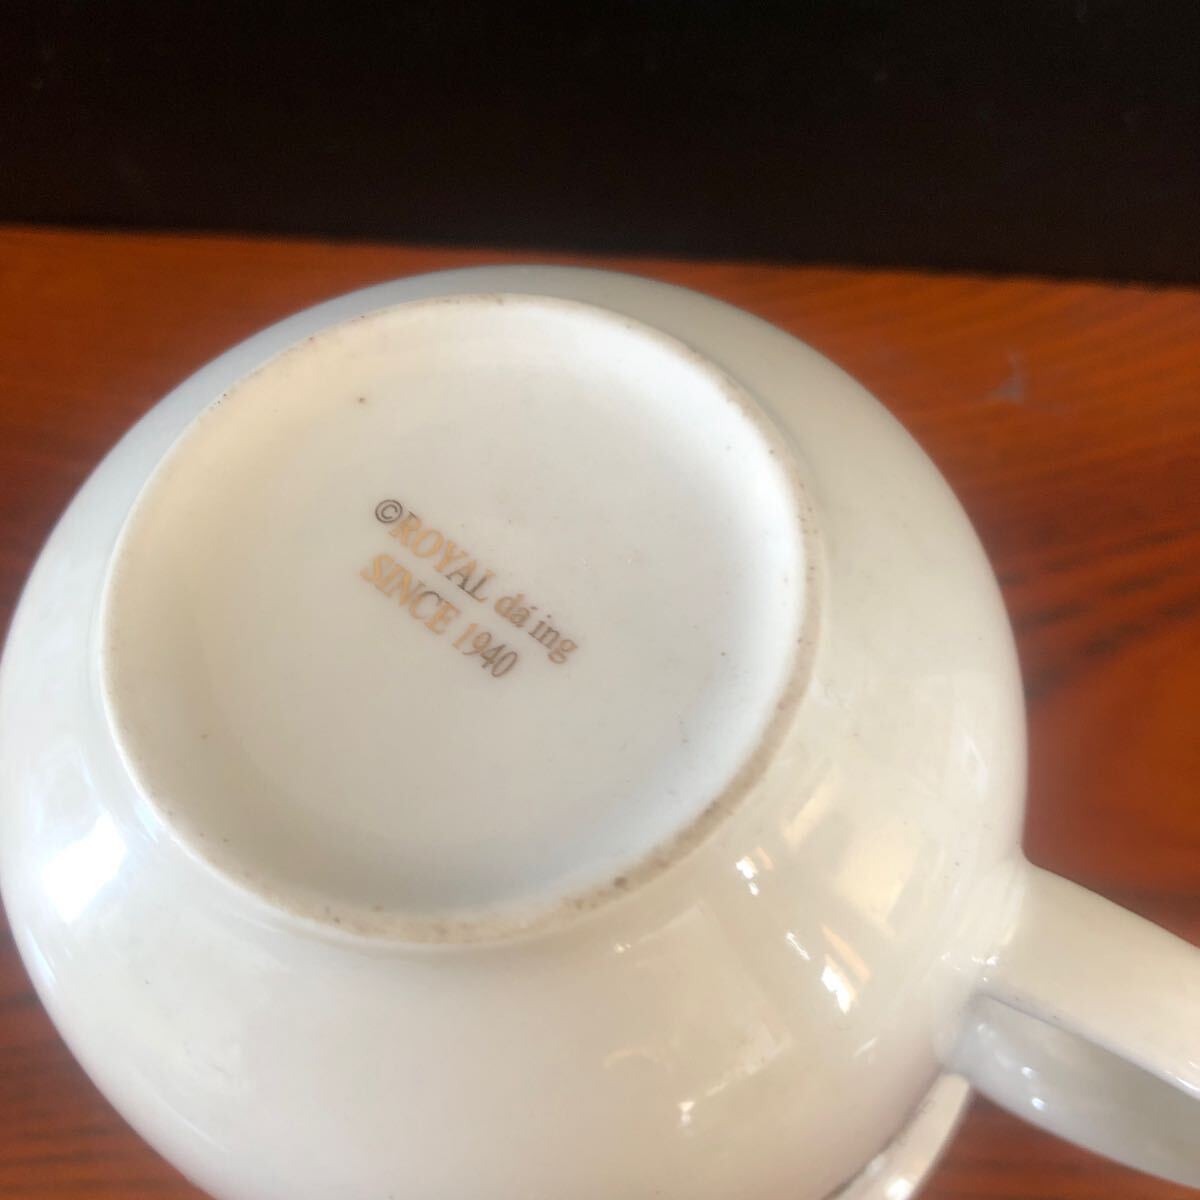 ©ROYAL dá ing
SINCE 1940